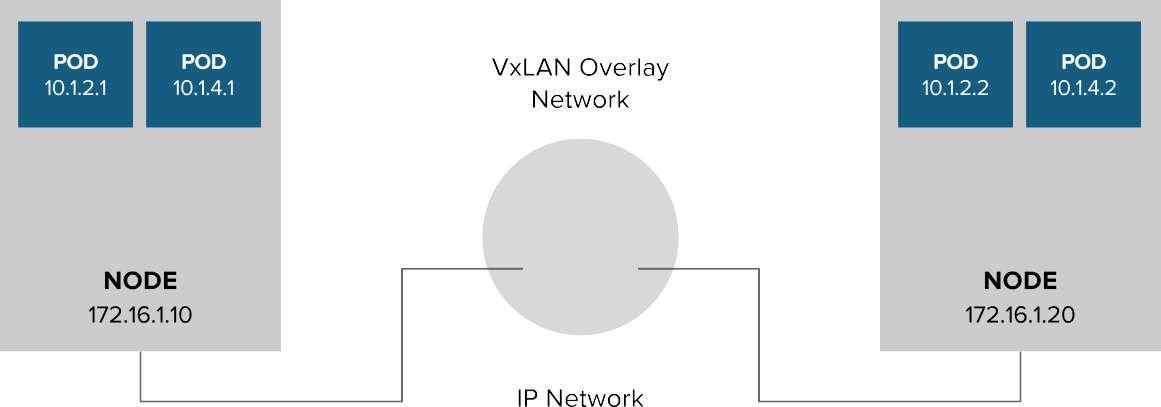 POD
10.1.2.1
POD
10.1.4.1
NODE
172.16.1.10
VxLAN Overlay
Network
IP Network
POD
10.1.2.2
POD
10.1.4.2
NODE
172.16.1.20